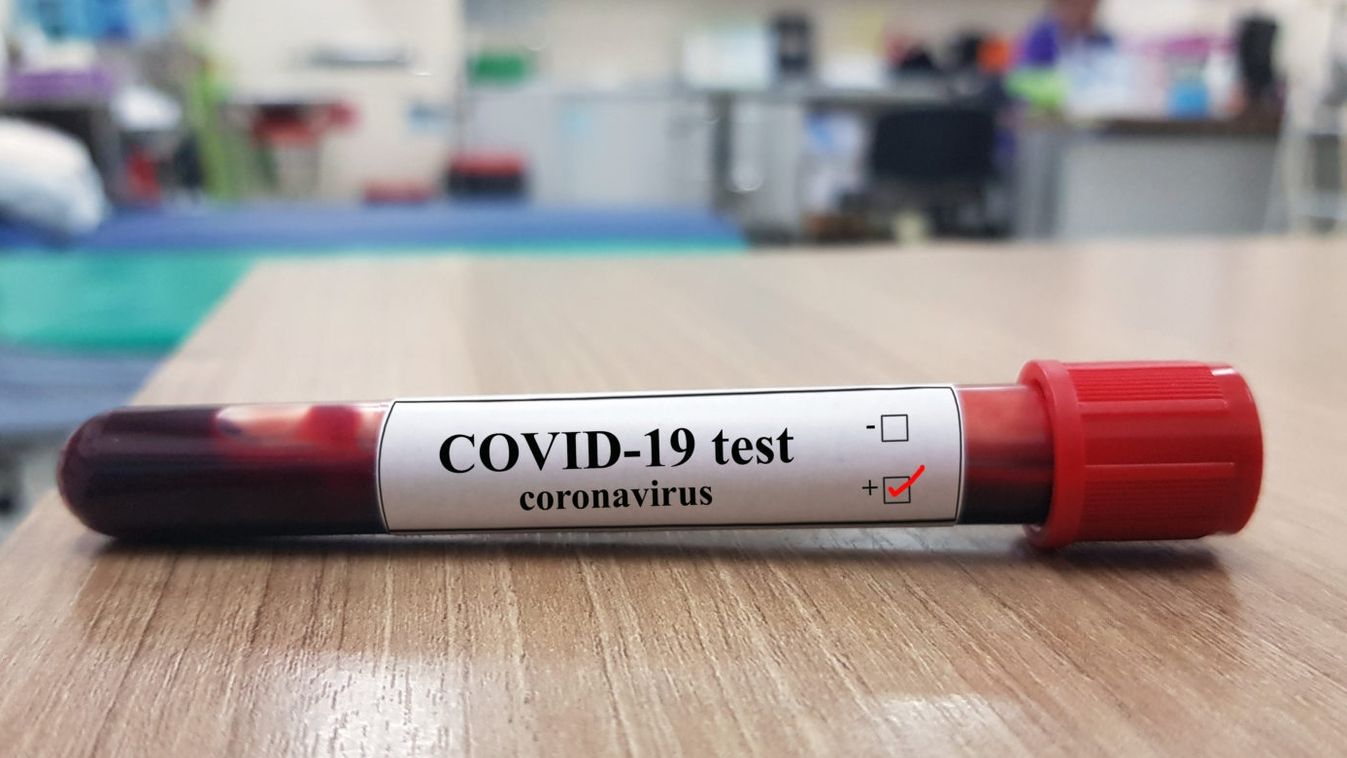 COVID-19 test
coronavirus
-
+